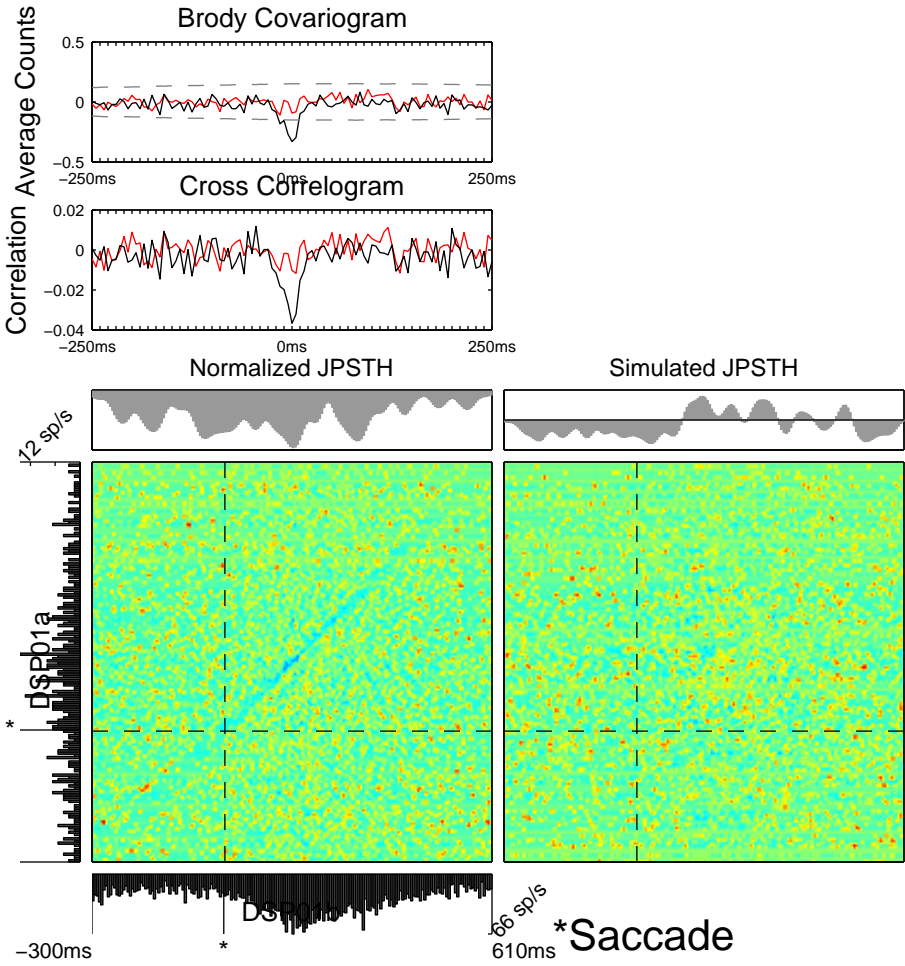 Brody Covariogram
Average Counts
0.5
0
−0.5
−250ms
0ms
250ms
Cross Correlogram
Correlation
0.02
0
−0.02
−0.04
−250ms
0ms
250ms
Normalized JPSTH
Simulated JPSTH
12 sp/s
DSP01a
*
DSP01b
66 sp/s
−300ms
*
610ms
*Saccade